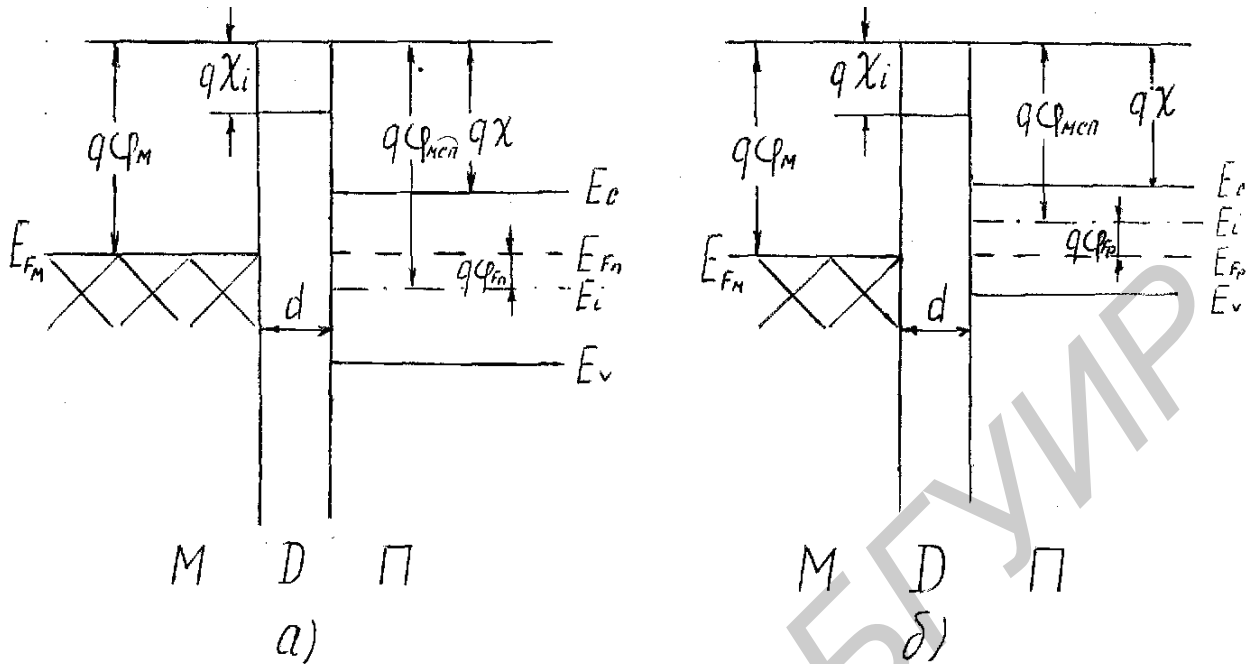 qχi
qφм
qφмсп
qχ
Ec
EFм
EFn
qφFn
Ei
d
Ev
М D П
а)
qχi
qφм
qφмсп
qχ
Ec
Ei
qφFp
EFм
EFp
Ev
d
М D П
б)
БГУИР